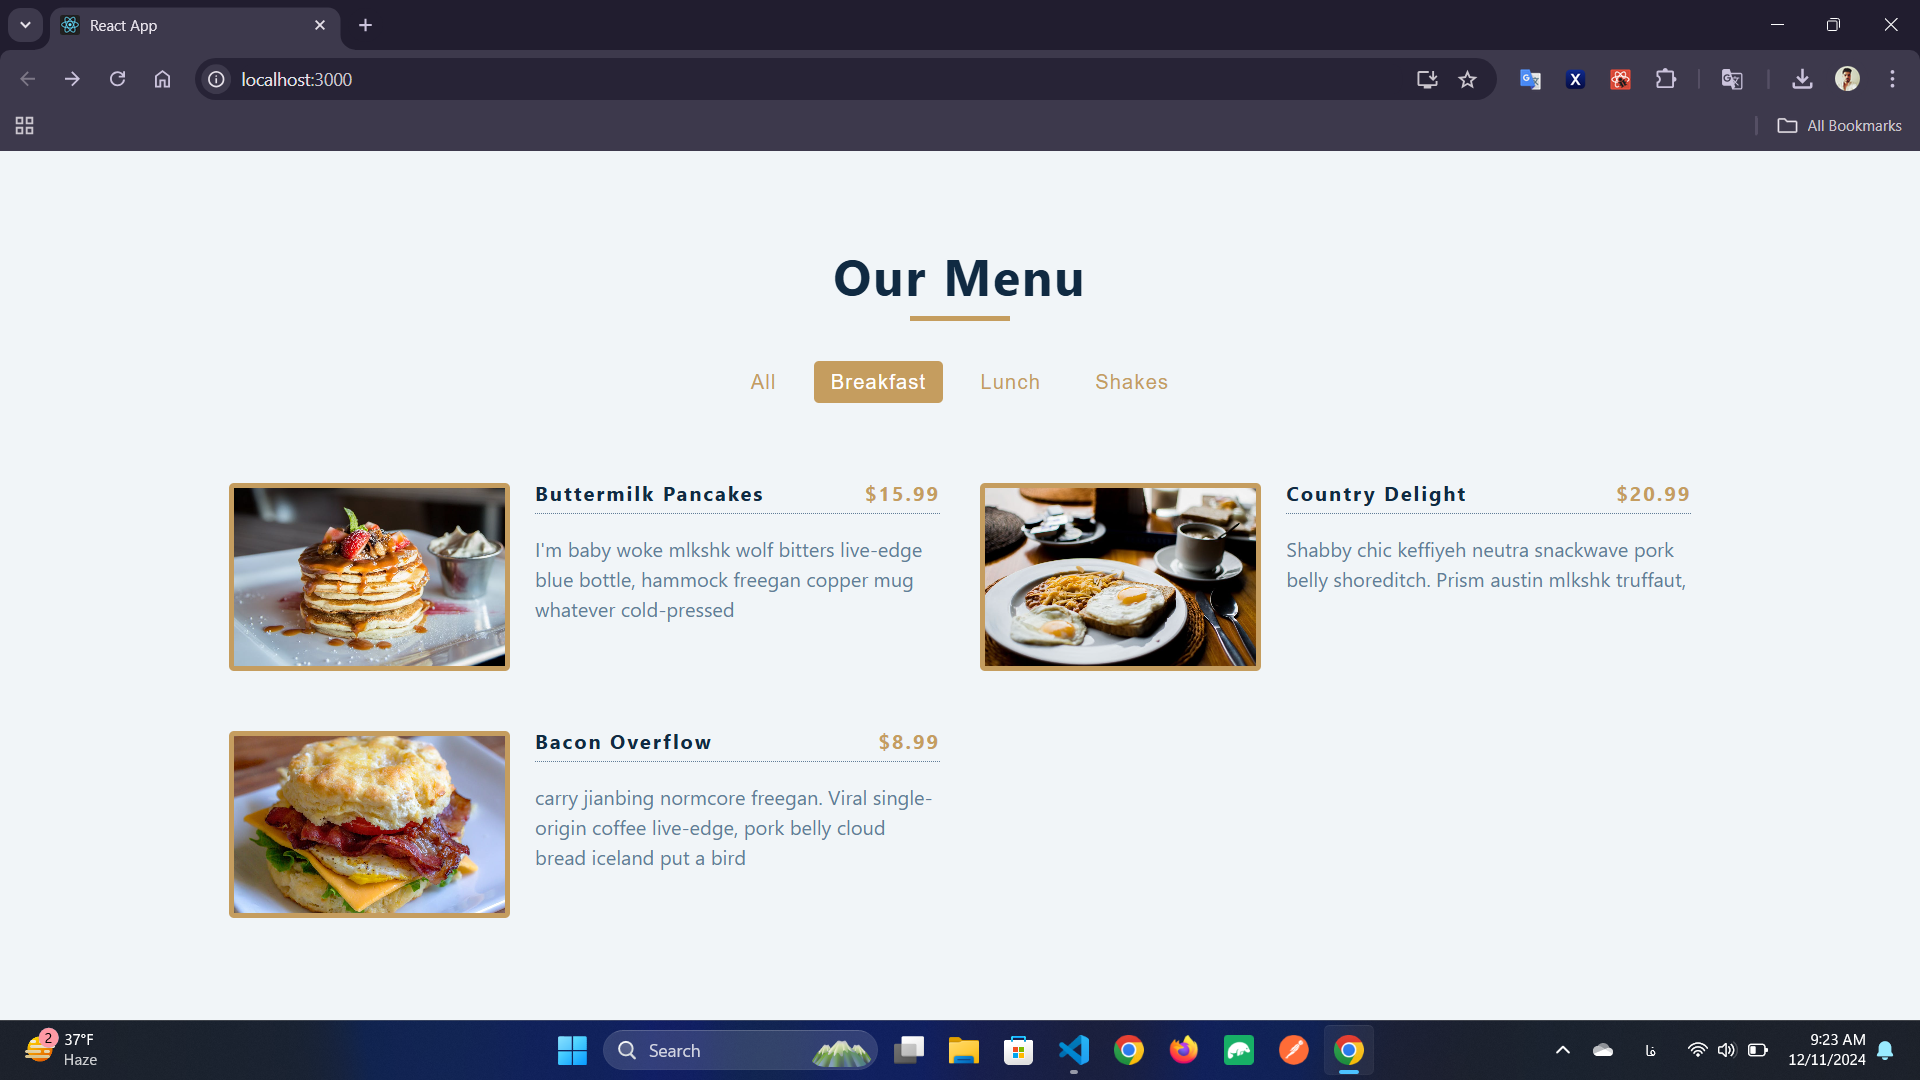 React App
localhost:3000
All Bookmarks
Our Menu
All
Breakfast
Lunch
Shakes
Buttermilk Pancakes
$15.99
I'm baby woke mlkshk wolf bitters live-edge
blue bottle, hammock freegan copper mug
whatever cold-pressed
Country Delight
$20.99
Shabby chic keffiyeh neutra snackwave pork
belly shoreditch. Prism austin mlkshk truffaut,
Bacon Overflow
$8.99
carry jianbing normcore freegan. Viral single-
origin coffee live-edge, pork belly cloud
bread iceland put a bird
2
37°F
Haze
Search
فا
9:23 AM
12/11/2024